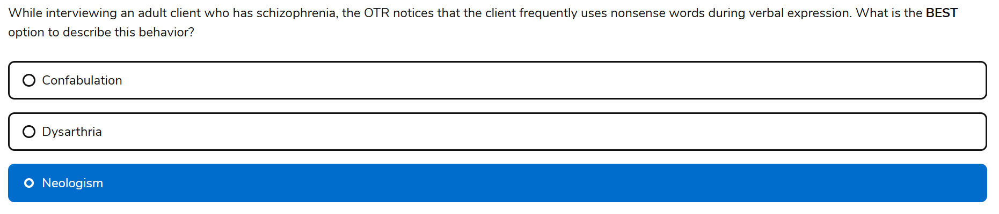 While interviewing an adult client who has schizophrenia, the OTR notices that the client frequently uses nonsense words during verbal expression. What is the BEST
option to describe this behavior?
Confabulation
Dysarthria
Neologism